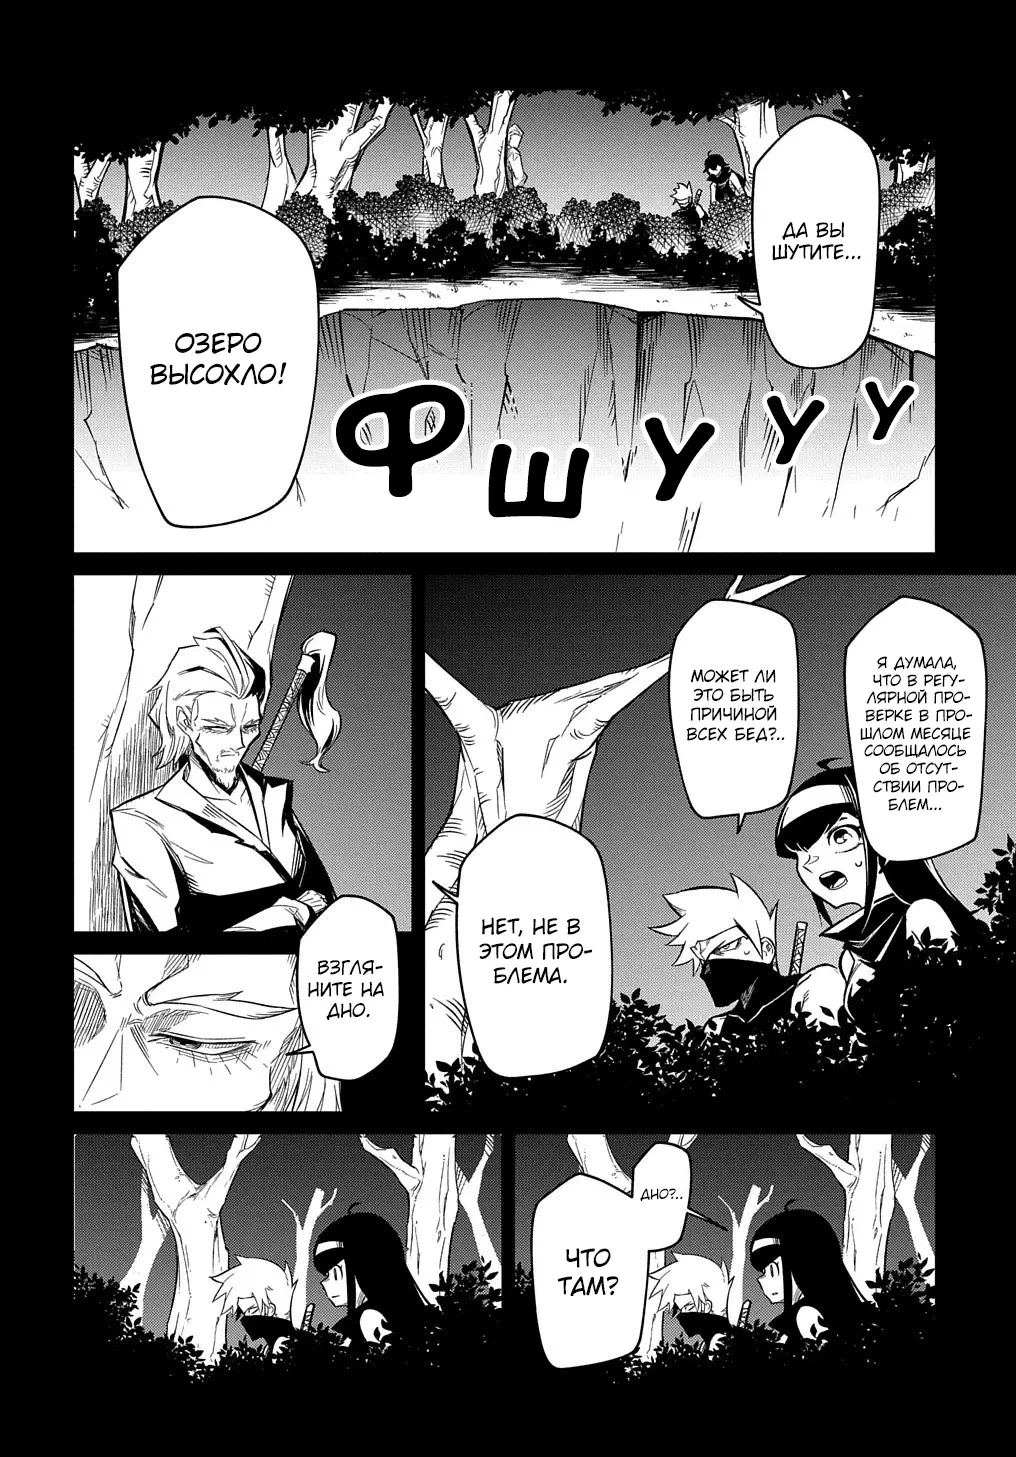 ДА ВЫ
ШУТИТЕ...
ОЗЕРО
ВЫСОХЛО!
ФШУУУ
Я ДУМАЛА,
ЧТО В РЕГУ-
ЛЯРНОЙ ПРО-
ВЕРКЕ В ПРО-
ШЛОМ МЕСЯЦЕ
СООБЩАЛОСЬ
ОБ ОТСУТ-
СТВИИ ПРО-
БЛЕМ...
МОЖЕТ ЛИ
ЭТО БЫТЬ
ПРИЧИНОЙ
ВСЕХ БЕД?..
НЕТ, НЕ В
ЭТОМ ПРО-
БЛЕМА.
ВЗГЛЯ-
НИТЕ НА
ДНО.
ДНО?..
ЧТО
ТАМ?